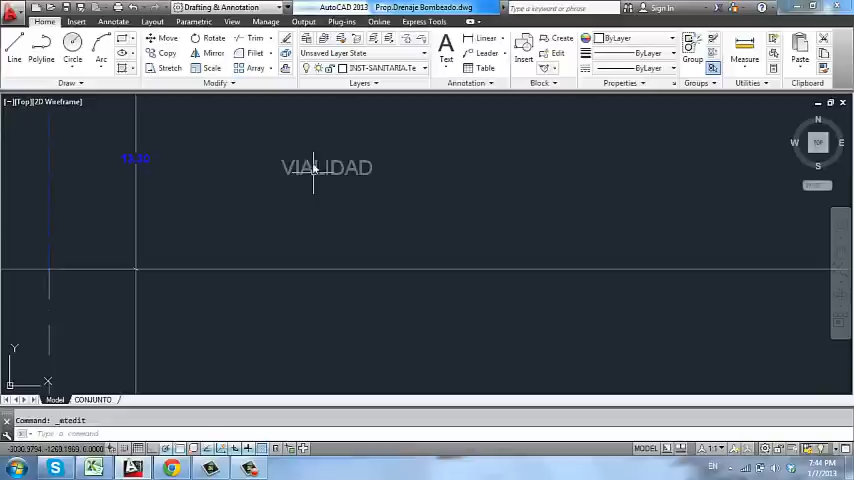 Drafting & Annotation
AutoCAD 2013 Prop.Drenaje Bombeado.dwg
Type a keyword or phrase
Sign In
Home Insert Annotate Layout Parametric View Manage Output Plug-ins Online Express Tools
Line Polyline Circle Arc
Move Rotate Trim
Copy Mirror Fillet
Stretch Scale Array
Unsaved Layer State
INST-SANITARIA.Te
Text
Linear
Leader
Table
Insert
Create
Edit
ByLayer
ByLayer
ByLayer
Group
Measure
Paste
Draw Modify Layers Annotation Block Properties Groups Utilities Clipboard
[−][Top][2D Wireframe]
N
W TOP E
S
VIALIDAD
Y
X
Model CONJUNTO
Command: _mtedit
Type a command
MODEL
1:1
EN
7:44 PM
1/7/2013